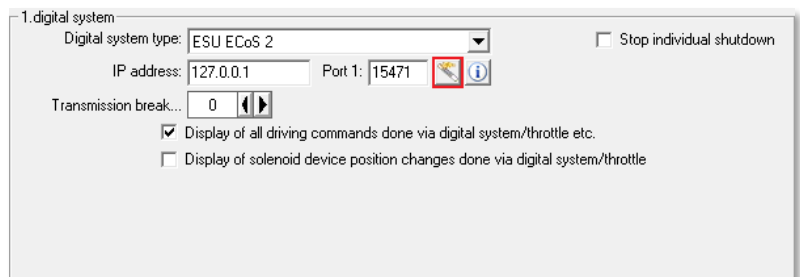 1.digital system
Digital system type: ESU ECoS 2
Stop individual shutdown
IP address: 127.0.0.1 Port 1: 15471
Transmission break... 0
Display of all driving commands done via digital system/throttle etc.
Display of solenoid device position changes done via digital system/throttle